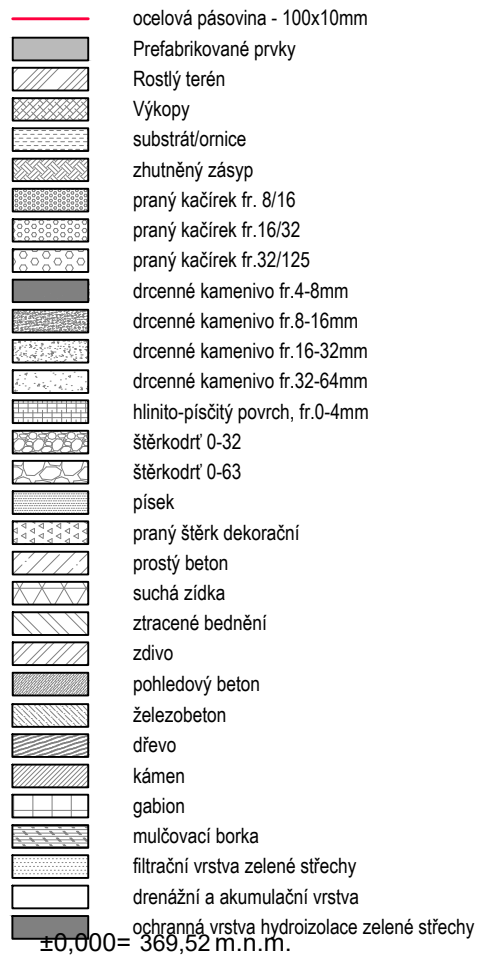 ocelová pásovina - 100x10mm
Prefabrikované prvky
Rostlý terén
Výkopy
substrát/ornice
zhutněný zásyp
praný kačírek fr. 8/16
praný kačírek fr.16/32
praný kačírek fr.32/125
drcenné kamenivo fr.4-8mm
drcenné kamenivo fr.8-16mm
drcenné kamenivo fr.16-32mm
drcenné kamenivo fr.32-64mm
hlinito-písčitý povrch, fr.0-4mm
štěrkodrť 0-32
štěrkodrť 0-63
písek
praný štěrk dekorační
prostý beton
suchá zídka
ztracené bednění
zdivo
pohledový beton
železobeton
dřevo
kámen
gabion
mulčovací borka
filtrační vrstva zelené střechy
drenážní a akumulační vrstva
ochranná vrstva hydroizolace zelené střechy
±0,000= 369,52 m.n.m.